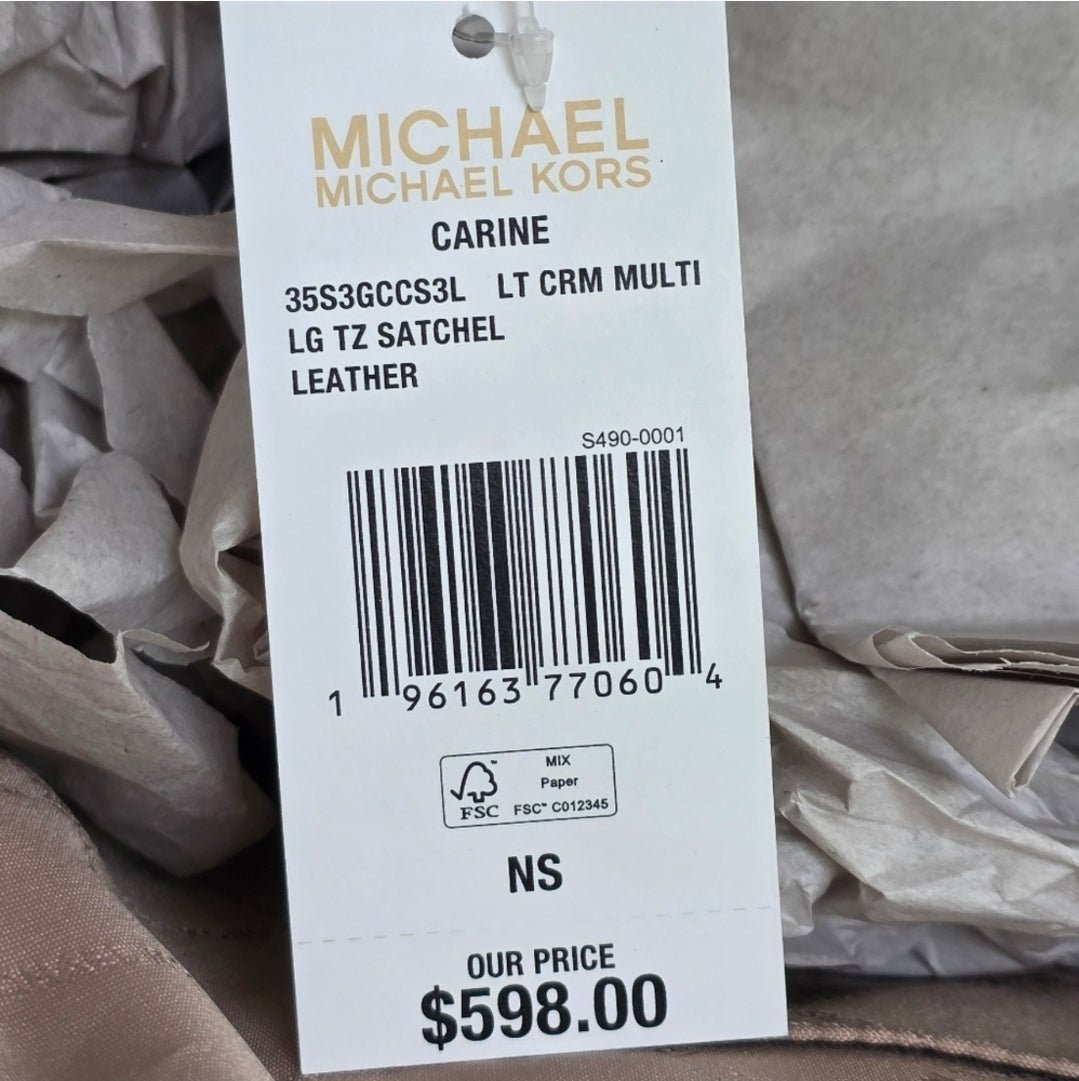 MICHAEL
MICHAEL KORS
CARINE
35S3GCCS3L LT CRM MULTI
LG TZ SATCHEL
LEATHER
S490-0001
1 96163 77060 4
MIX
Paper
FSC FSC™ C012345
NS
OUR PRICE
$598.00